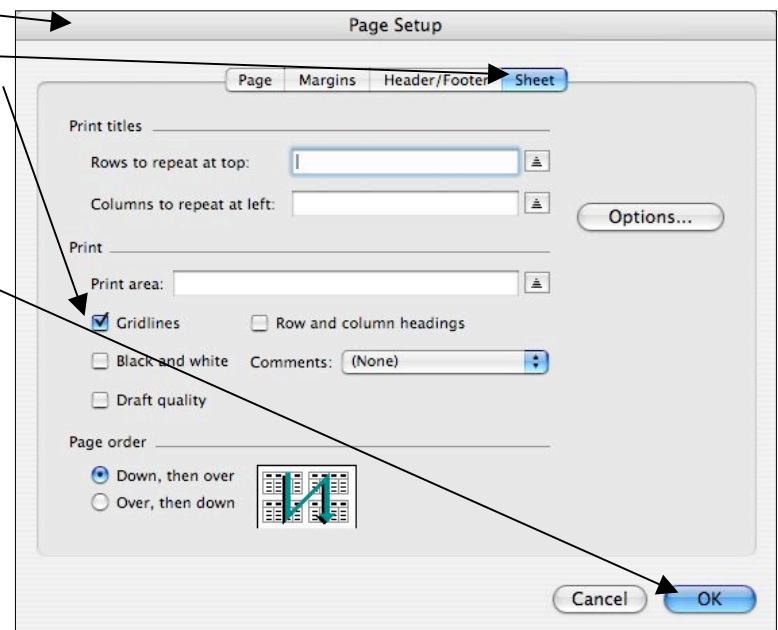 Page Setup
Page Margins Header/Footer Sheet
Print titles
Rows to repeat at top:
Columns to repeat at left:
Options...
Print
Print area:
Gridlines Row and column headings
Black and white Comments: (None)
Draft quality
Page order
Down, then over
Over, then down
Cancel OK